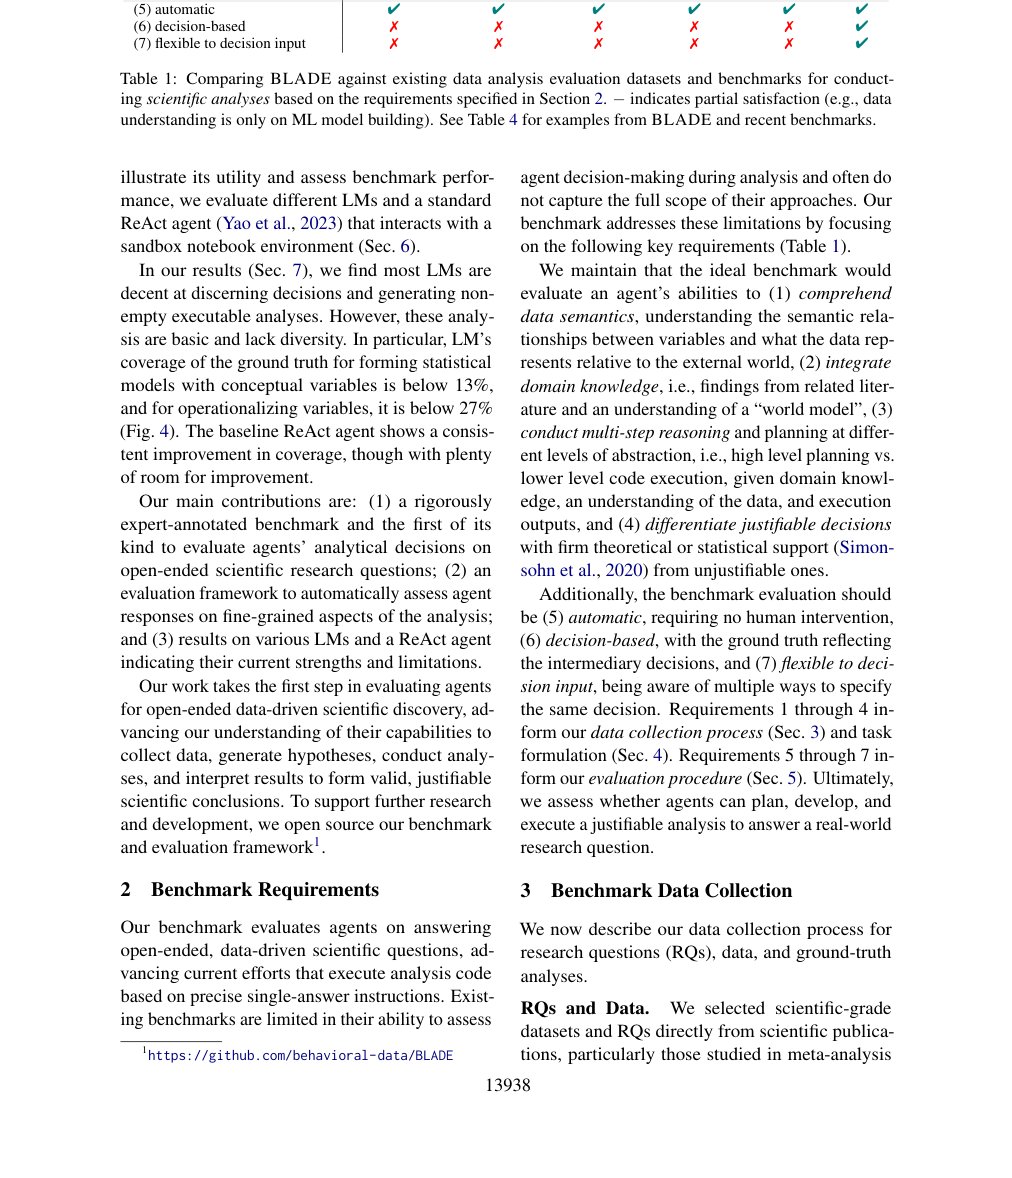 (5) automatic ✔ ✔ ✔ ✔ ✔ ✔
(6) decision-based ✗ ✗ ✗ ✗ ✗ ✔
(7) flexible to decision input ✗ ✗ ✗ ✗ ✗ ✔
Table 1: Comparing BLADE against existing data analysis evaluation datasets and benchmarks for conduct-
ing scientific analyses based on the requirements specified in Section 2. − indicates partial satisfaction (e.g., data
understanding is only on ML model building). See Table 4 for examples from BLADE and recent benchmarks.
illustrate its utility and assess benchmark perfor-
mance, we evaluate different LMs and a standard
ReAct agent (Yao et al., 2023) that interacts with a
sandbox notebook environment (Sec. 6).
In our results (Sec. 7), we find most LMs are
decent at discerning decisions and generating non-
empty executable analyses. However, these analy-
sis are basic and lack diversity. In particular, LM's
coverage of the ground truth for forming statistical
models with conceptual variables is below 13%,
and for operationalizing variables, it is below 27%
(Fig. 4). The baseline ReAct agent shows a consis-
tent improvement in coverage, though with plenty
of room for improvement.
Our main contributions are: (1) a rigorously
expert-annotated benchmark and the first of its
kind to evaluate agents' analytical decisions on
open-ended scientific research questions; (2) an
evaluation framework to automatically assess agent
responses on fine-grained aspects of the analysis;
and (3) results on various LMs and a ReAct agent
indicating their current strengths and limitations.
Our work takes the first step in evaluating agents
for open-ended data-driven scientific discovery, ad-
vancing our understanding of their capabilities to
collect data, generate hypotheses, conduct analy-
ses, and interpret results to form valid, justifiable
scientific conclusions. To support further research
and development, we open source our benchmark
and evaluation framework1.
2 Benchmark Requirements
Our benchmark evaluates agents on answering
open-ended, data-driven scientific questions, ad-
vancing current efforts that execute analysis code
based on precise single-answer instructions. Exist-
ing benchmarks are limited in their ability to assess
1https://github.com/behavioral-data/BLADE
agent decision-making during analysis and often do
not capture the full scope of their approaches. Our
benchmark addresses these limitations by focusing
on the following key requirements (Table 1).
We maintain that the ideal benchmark would
evaluate an agent's abilities to (1) comprehend
data semantics, understanding the semantic rela-
tionships between variables and what the data rep-
resents relative to the external world, (2) integrate
domain knowledge, i.e., findings from related liter-
ature and an understanding of a “world model”, (3)
conduct multi-step reasoning and planning at differ-
ent levels of abstraction, i.e., high level planning vs.
lower level code execution, given domain knowl-
edge, an understanding of the data, and execution
outputs, and (4) differentiate justifiable decisions
with firm theoretical or statistical support (Simon-
sohn et al., 2020) from unjustifiable ones.
Additionally, the benchmark evaluation should
be (5) automatic, requiring no human intervention,
(6) decision-based, with the ground truth reflecting
the intermediary decisions, and (7) flexible to deci-
sion input, being aware of multiple ways to specify
the same decision. Requirements 1 through 4 in-
form our data collection process (Sec. 3) and task
formulation (Sec. 4). Requirements 5 through 7 in-
form our evaluation procedure (Sec. 5). Ultimately,
we assess whether agents can plan, develop, and
execute a justifiable analysis to answer a real-world
research question.
3 Benchmark Data Collection
We now describe our data collection process for
research questions (RQs), data, and ground-truth
analyses.
RQs and Data. We selected scientific-grade
datasets and RQs directly from scientific publica-
tions, particularly those studied in meta-analysis
13938